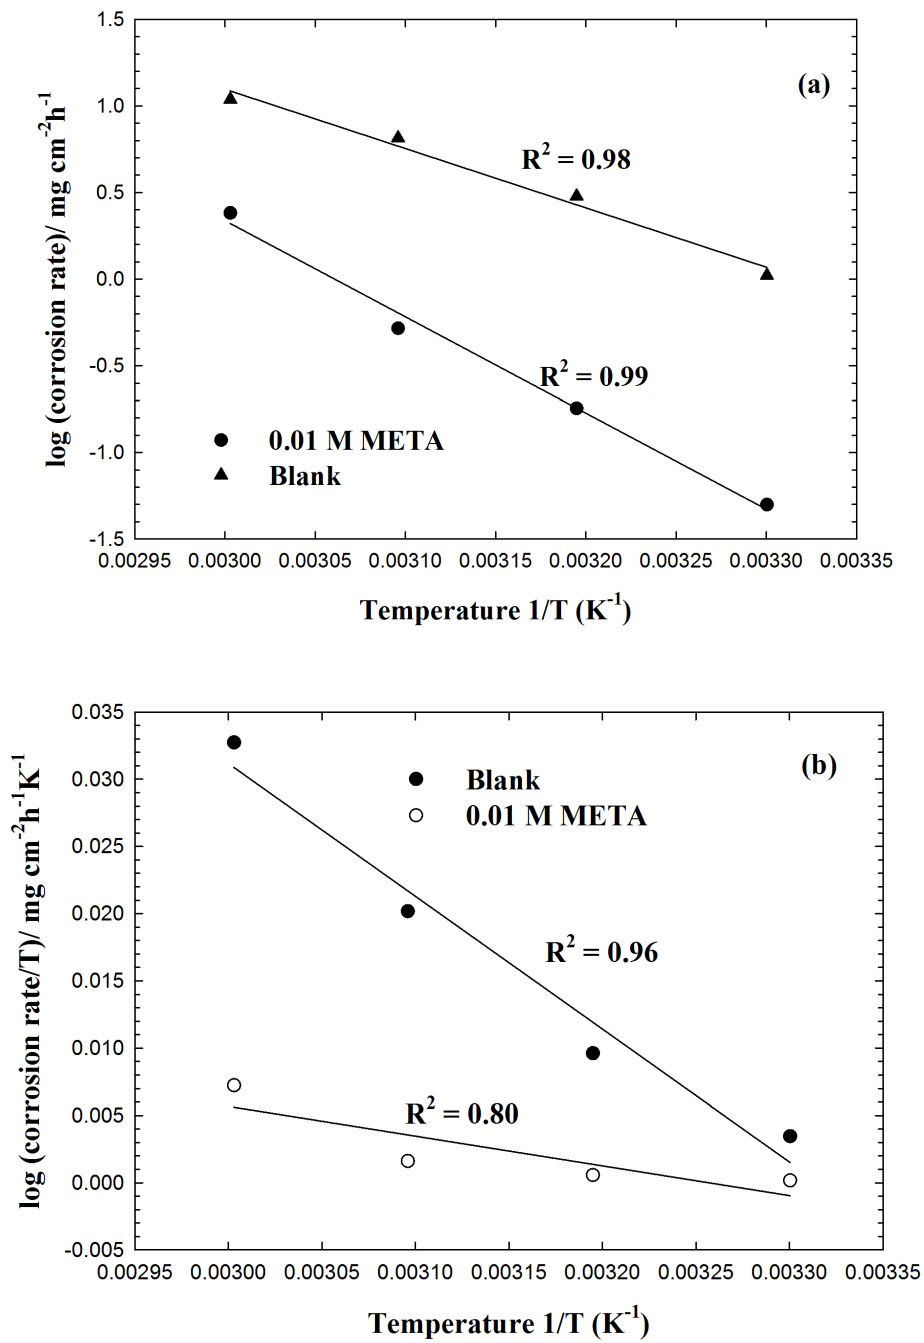 1.5
(a)
1.0
R² = 0.98
0.5
0.0
log (corrosion rate)/ mg cm⁻²h⁻¹
-0.5
R² = 0.99
0.01 M META
-1.0
Blank
-1.5
0.00295 0.00300 0.00305 0.00310 0.00315 0.00320 0.00325 0.00330 0.00335
Temperature 1/T (K⁻¹)
0.035
(b)
0.030
Blank
0.01 M META
0.025
0.020
R² = 0.96
0.015
log (corrosion rate/T)/ mg cm⁻²h⁻¹K⁻¹
0.010
0.005
R² = 0.80
0.000
-0.005
0.00295 0.00300 0.00305 0.00310 0.00315 0.00320 0.00325 0.00330 0.00335
Temperature 1/T (K⁻¹)